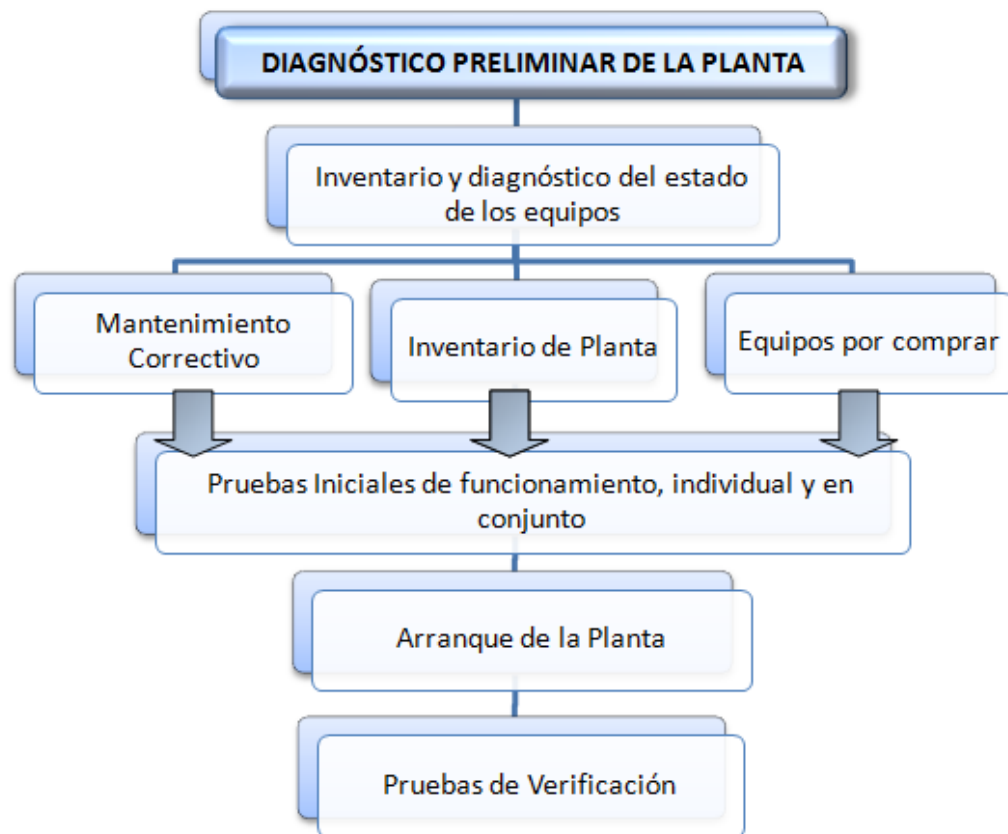 DIAGNÓSTICO PRELIMINAR DE LA PLANTA
Inventario y diagnóstico del estado
de los equipos
Mantenimiento
Correctivo
Inventario de Planta
Equipos por comprar
Pruebas Iniciales de funcionamiento, individual y en
conjunto
Arranque de la Planta
Pruebas de Verificación